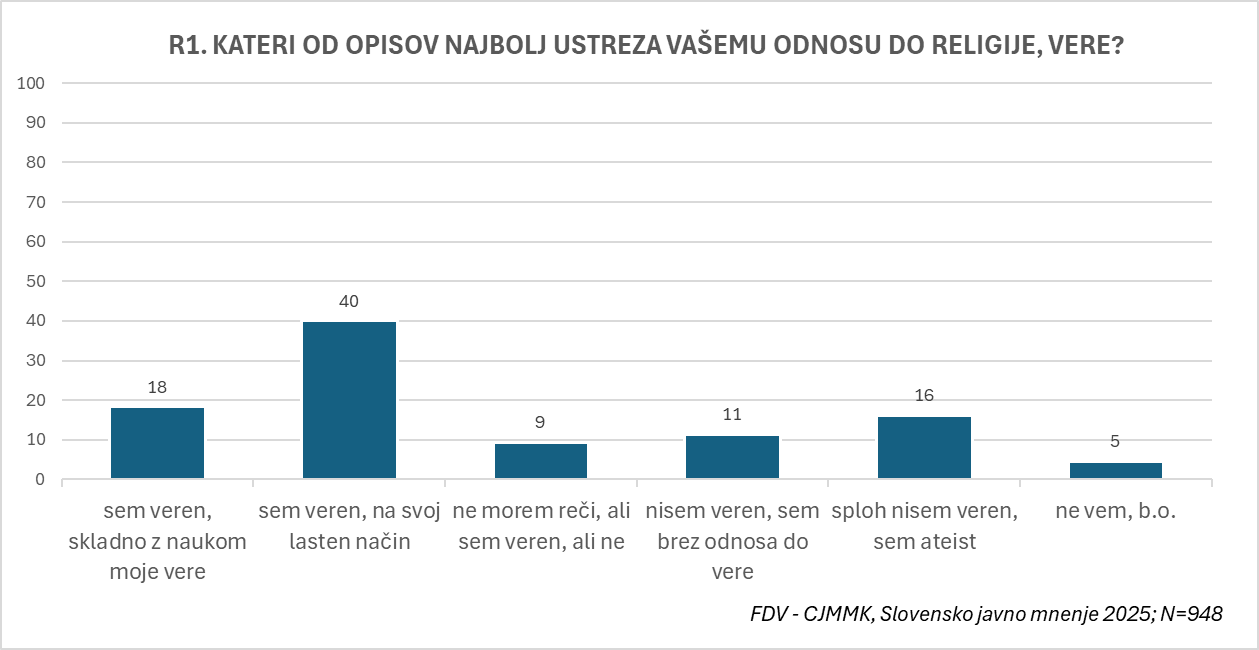 R1. KATERI OD OPISOV NAJBOLJ USTREZA VAŠEMU ODNOSU DO RELIGIJE, VERE?
100
90
80
70
60
50
40
30
20
10
0
18
40
9
11
16
5
sem veren,
skladno z naukom
moje vere
sem veren, na svoj
lasten način
ne morem reči, ali
sem veren, ali ne
nisem veren, sem
brez odnosa do
vere
sploh nisem veren,
sem ateist
ne vem, b.o.
FDV - CJMMK, Slovensko javno mnenje 2025; N=948